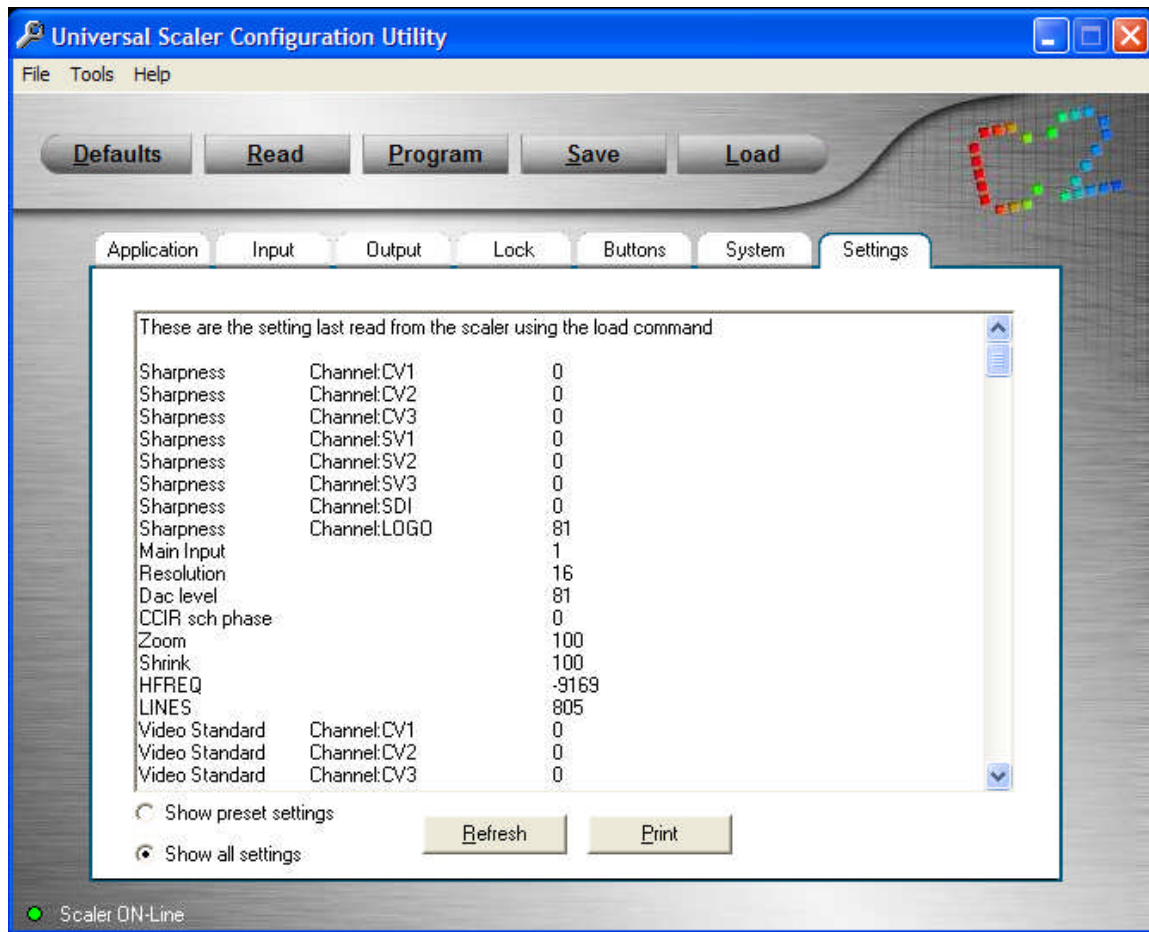 Universal Scaler Configuration Utility
File Tools Help
Defaults Read Program Save Load
C2
Application Input Output Lock Buttons System Settings
These are the setting last read from the scaler using the load command
Sharpness Channel:CV1 0
Sharpness Channel:CV2 0
Sharpness Channel:CV3 0
Sharpness Channel:SV1 0
Sharpness Channel:SV2 0
Sharpness Channel:SV3 0
Sharpness Channel:SDI 0
Sharpness Channel:LOGO 81
Main Input 1
Resolution 16
Dac level 81
CCIR sch phase 0
Zoom 100
Shrink 100
HFREQ -9169
LINES 805
Video Standard Channel:CV1 0
Video Standard Channel:CV2 0
Video Standard Channel:CV3 0
Show preset settings
Refresh Print
Show all settings
Scaler ON-Line